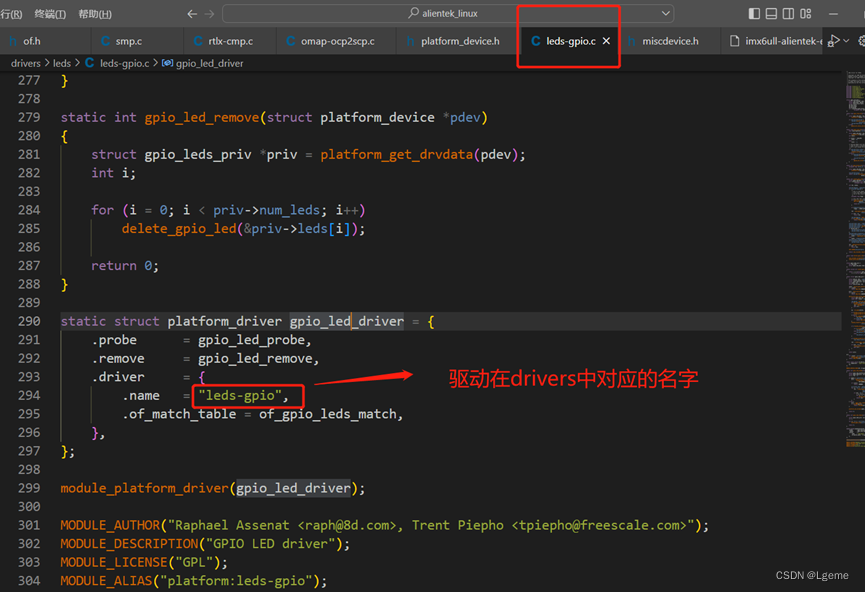 行(R) 终端(T) 帮助(H) alientek_linux
of.h smp.c rtlx-cmp.c omap-ocp2scp.c platform_device.h leds-gpio.c miscdevice.h imx6ull-alientek-e
drivers > leds > C leds-gpio.c > gpio_led_driver
277 }
278
279 static int gpio_led_remove(struct platform_device *pdev)
280 {
281 struct gpio_leds_priv *priv = platform_get_drvdata(pdev);
282 int i;
283
284 for (i = 0; i < priv->num_leds; i++)
285 delete_gpio_led(&priv->leds[i]);
286
287 return 0;
288 }
289
290 static struct platform_driver gpio_led_driver = {
291 .probe = gpio_led_probe,
292 .remove = gpio_led_remove,
293 .driver = {
294 .name = "leds-gpio",
驱动在drivers中对应的名字
295 .of_match_table = of_gpio_leds_match,
296 },
297 };
298
299 module_platform_driver(gpio_led_driver);
300
301 MODULE_AUTHOR("Raphael Assenat <raph@8d.com>, Trent Piepho <tpiepho@freescale.com>");
302 MODULE_DESCRIPTION("GPIO LED driver");
303 MODULE_LICENSE("GPL");
304 MODULE_ALIAS("platform:leds-gpio");
CSDN @Lgeme